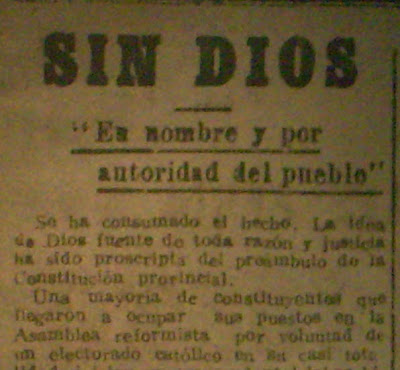 SIN DIOS
"En nombre y por
autoridad del pueblo"
Se ha consumado el hecho. La idea
de Dios fuente de toda razón y justicia
ha sido proscripta del preámbulo de la
Constitución provincial.
Una mayoría de constituyentes que
llegaron a ocupar sus puestos en la
Asamblea reformista por voluntad de
un electorado católico en su casi tota